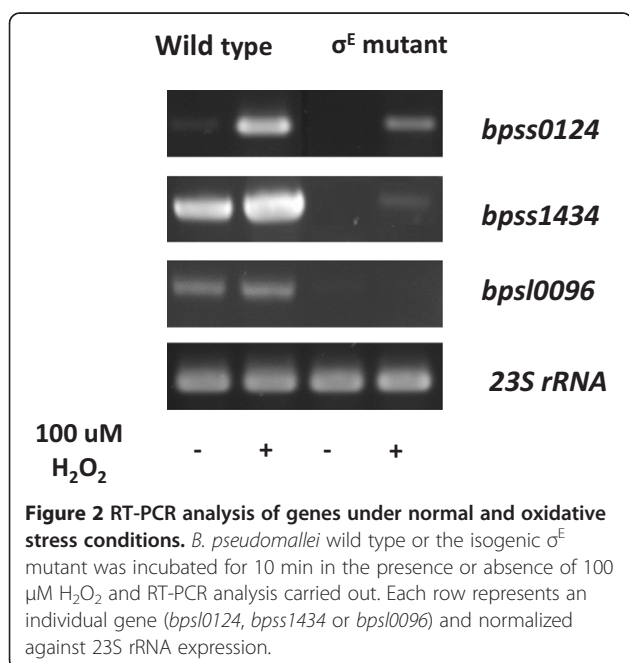 Wild type σᴱ mutant
bpss0124
bpss1434
bpsl0096
23S rRNA
100 uM
H₂O₂ - + - +
Figure 2 RT-PCR analysis of genes under normal and oxidative
stress conditions. B. pseudomallei wild type or the isogenic σᴱ
mutant was incubated for 10 min in the presence or absence of 100
μM H₂O₂ and RT-PCR analysis carried out. Each row represents an
individual gene (bpsl0124, bpss1434 or bpsl0096) and normalized
against 23S rRNA expression.